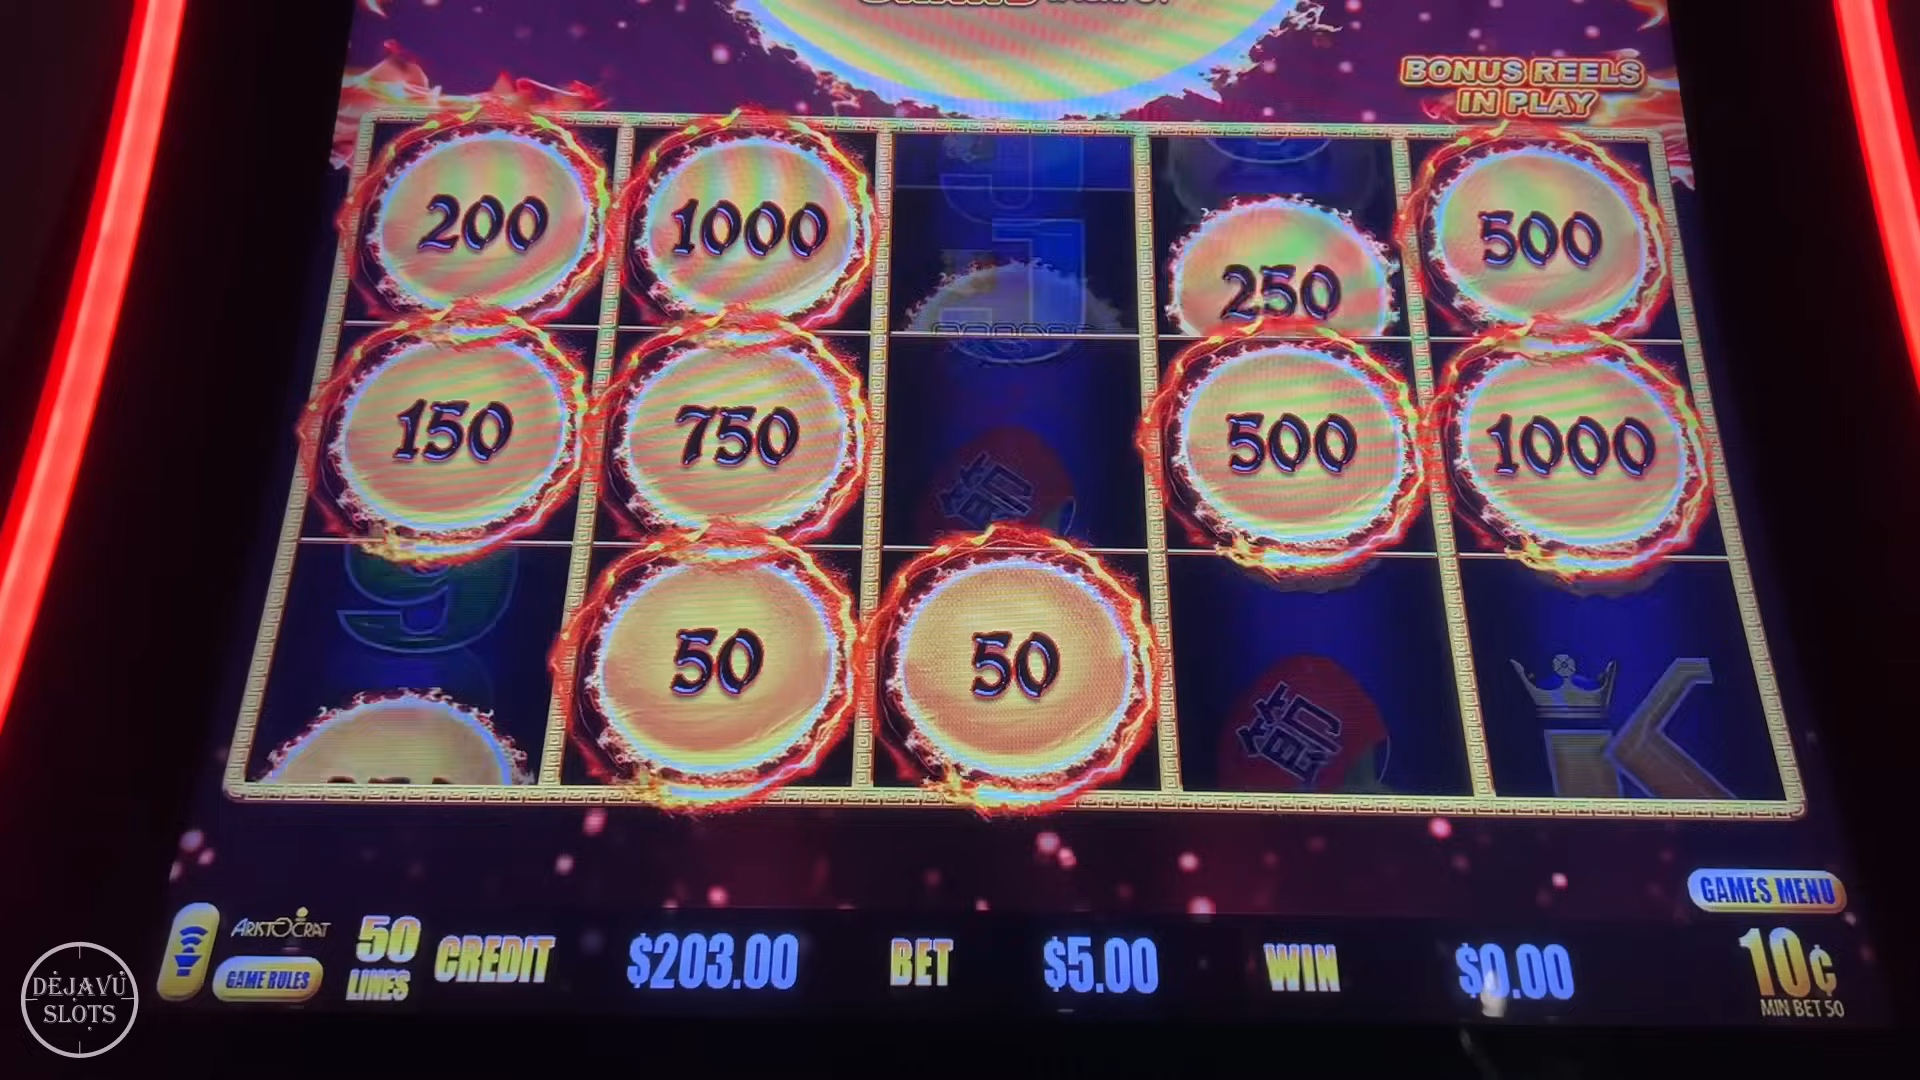 BONUS REELS
IN PLAY
200 1000 250 500
150 750 500 1000
9
50 50
K
GAMES MENU
ARISTOCRAT
GAME RULES
50
LINES
CREDIT $203.00 BET $5.00 WIN $0.00
10¢
MIN BET 50
DEJAVU
SLOTS